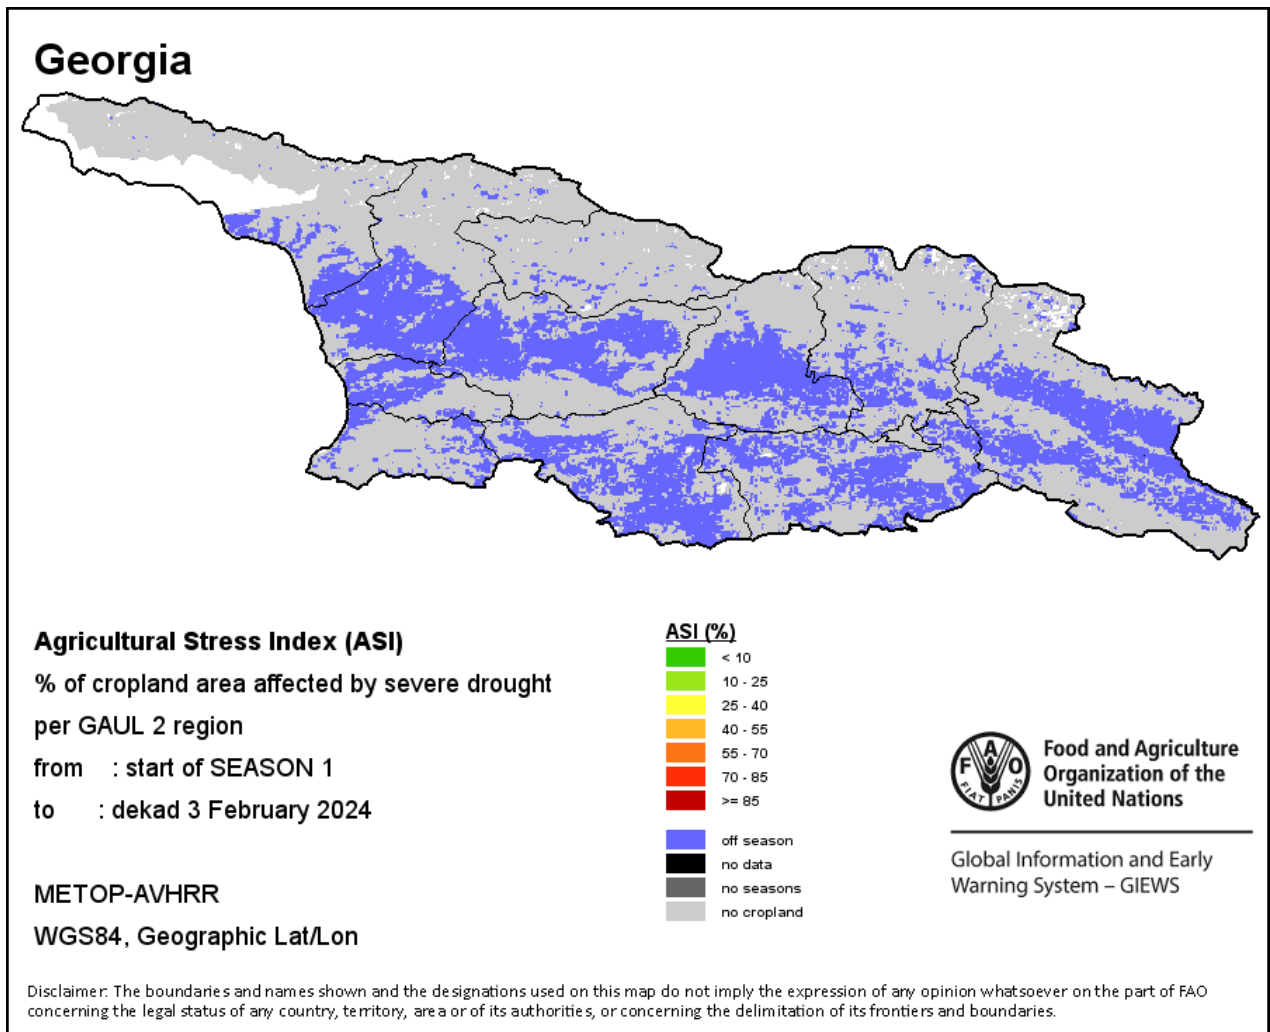 Georgia
Agricultural Stress Index (ASI)
% of cropland area affected by severe drought
per GAUL 2 region
from : start of SEASON 1
to : dekad 3 February 2024
METOP-AVHRR
WGS84, Geographic Lat/Lon
ASI (%)
< 10
10 - 25
25 - 40
40 - 55
55 - 70
70 - 85
>= 85
off season
no data
no seasons
no cropland
F A O
FIAT PANIS
Food and Agriculture
Organization of the
United Nations
Global Information and Early
Warning System – GIEWS
Disclaimer: The boundaries and names shown and the designations used on this map do not imply the expression of any opinion whatsoever on the part of FAO
concerning the legal status of any country, territory, area or of its authorities, or concerning the delimitation of its frontiers and boundaries.